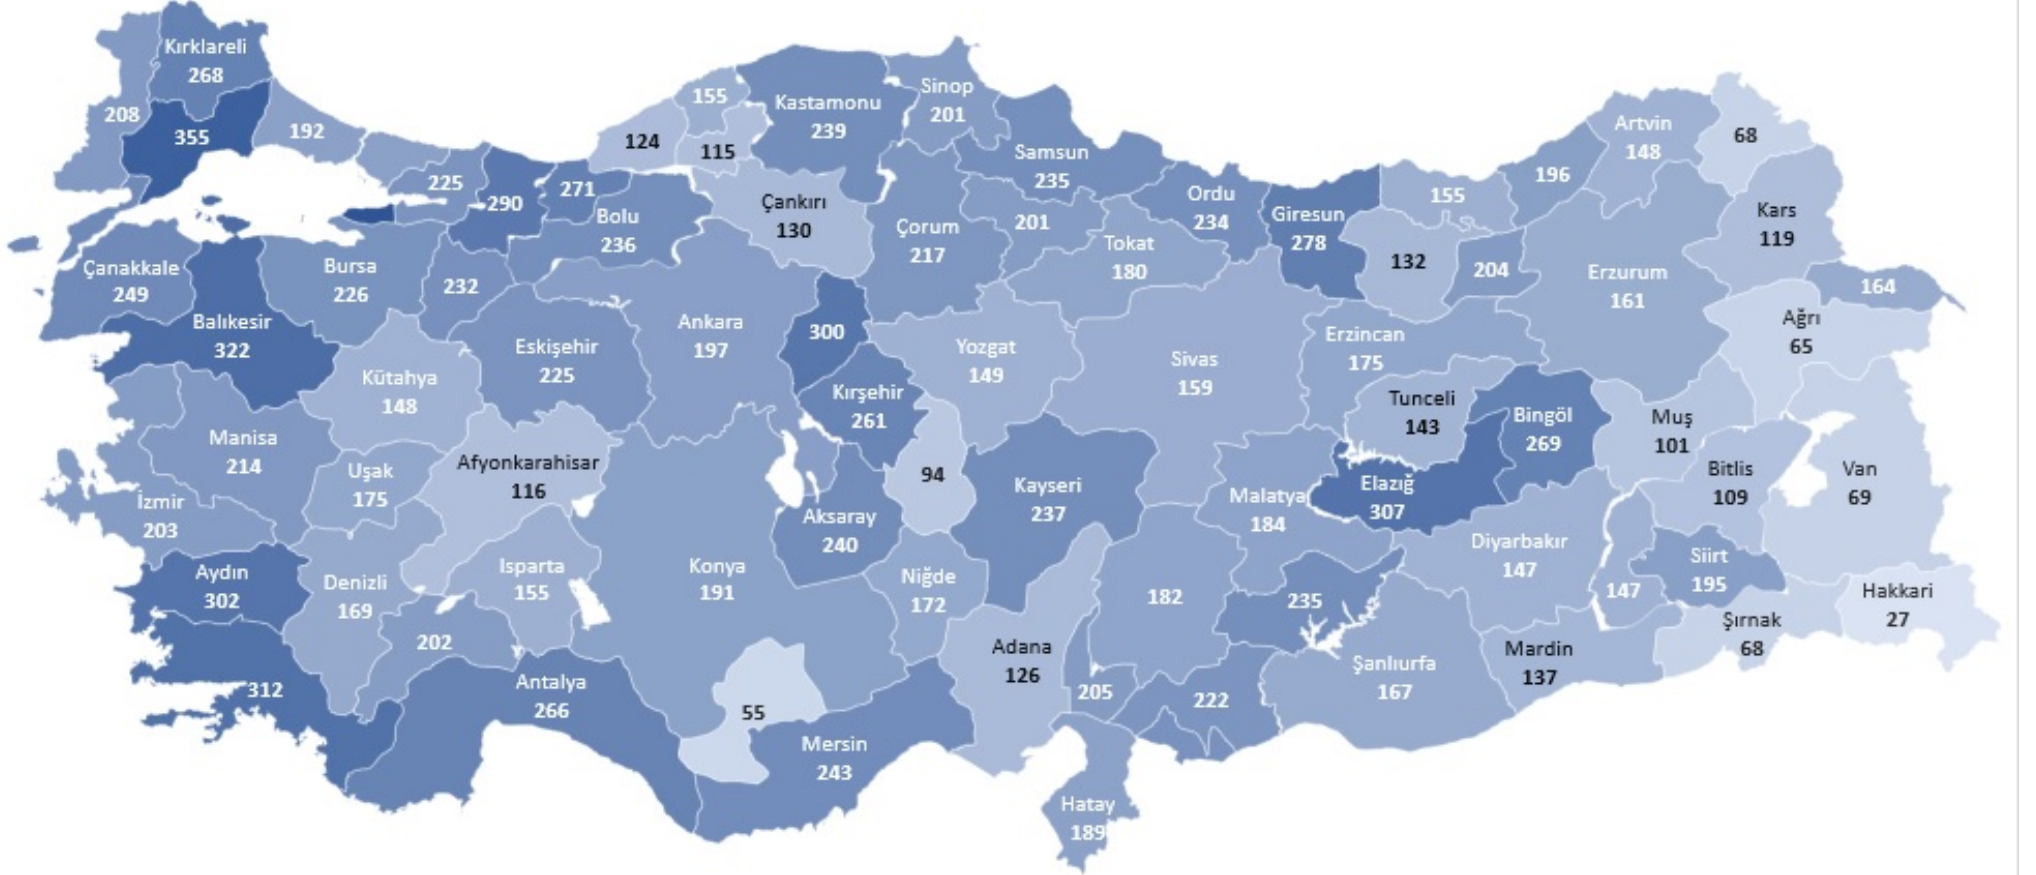 Kırklareli
268
208
355
192
225
290
271
Bolu
236
124
155
115
Kastamonu
239
Sinop
201
Samsun
235
Çankırı
130
Çorum
217
201
Tokat
180
Ordu
234
Giresun
278
155
132
204
196
Artvin
148
68
Kars
119
164
Ağrı
65
Erzurum
161
Erzincan
175
Çanakkale
249
Balıkesir
322
Bursa
226
232
Eskişehir
225
Ankara
197
300
Kırşehir
261
Yozgat
149
Sivas
159
Tunceli
143
Bingöl
269
Muş
101
Bitlis
109
Van
69
Kütahya
148
Manisa
214
Uşak
175
Afyonkarahisar
116
İzmir
203
Aksaray
240
94
Kayseri
237
Malatya
184
Elazığ
307
Diyarbakır
147
147
Siirt
195
Hakkari
27
Şırnak
68
Mardin
137
Şanlıurfa
167
235
182
Aydın
302
Denizli
169
Isparta
155
202
Konya
191
Niğde
172
Adana
126
205
222
312
Antalya
266
55
Mersin
243
Hatay
189